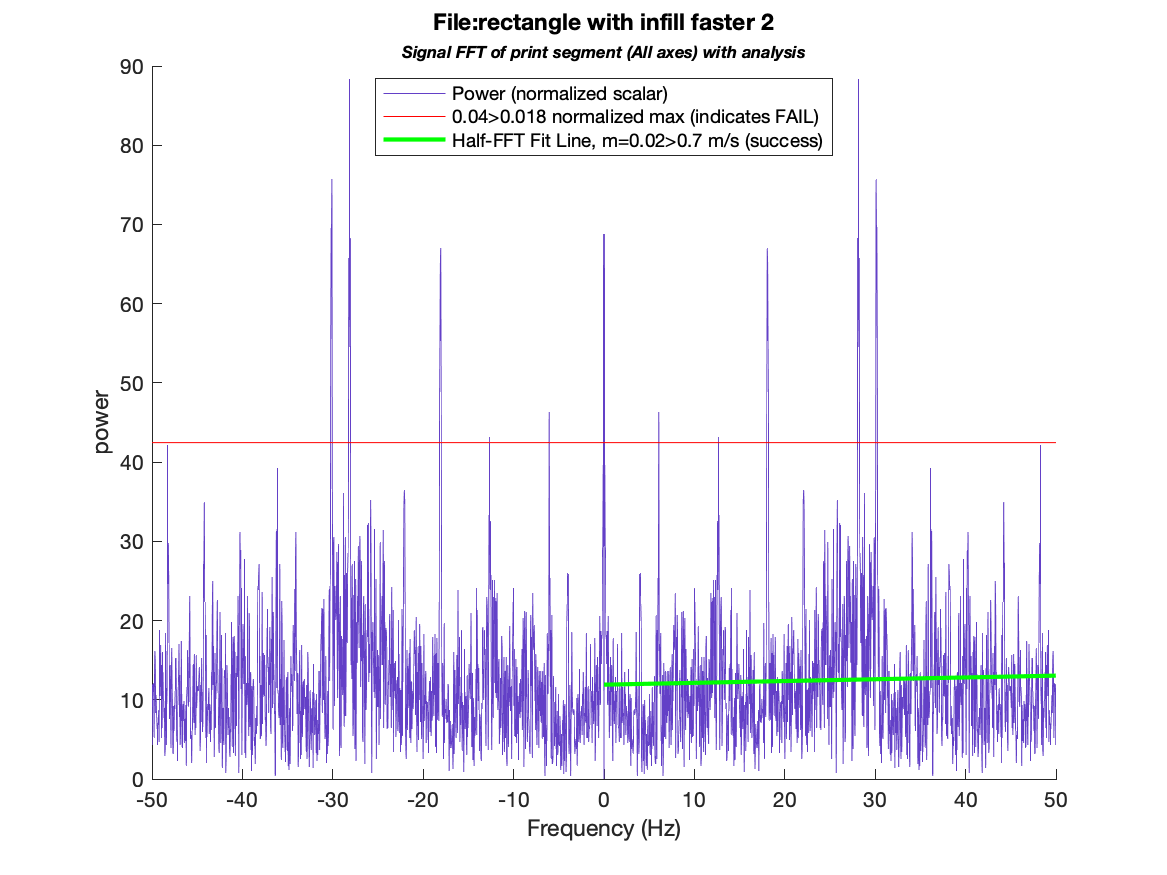 File:rectangle with infill faster 2
Signal FFT of print segment (All axes) with analysis
Power (normalized scalar)
0.04>0.018 normalized max (indicates FAIL)
Half-FFT Fit Line, m=0.02>0.7 m/s (success)
90
80
70
60
50
40
30
20
10
0
power
-50 -40 -30 -20 -10 0 10 20 30 40 50
Frequency (Hz)